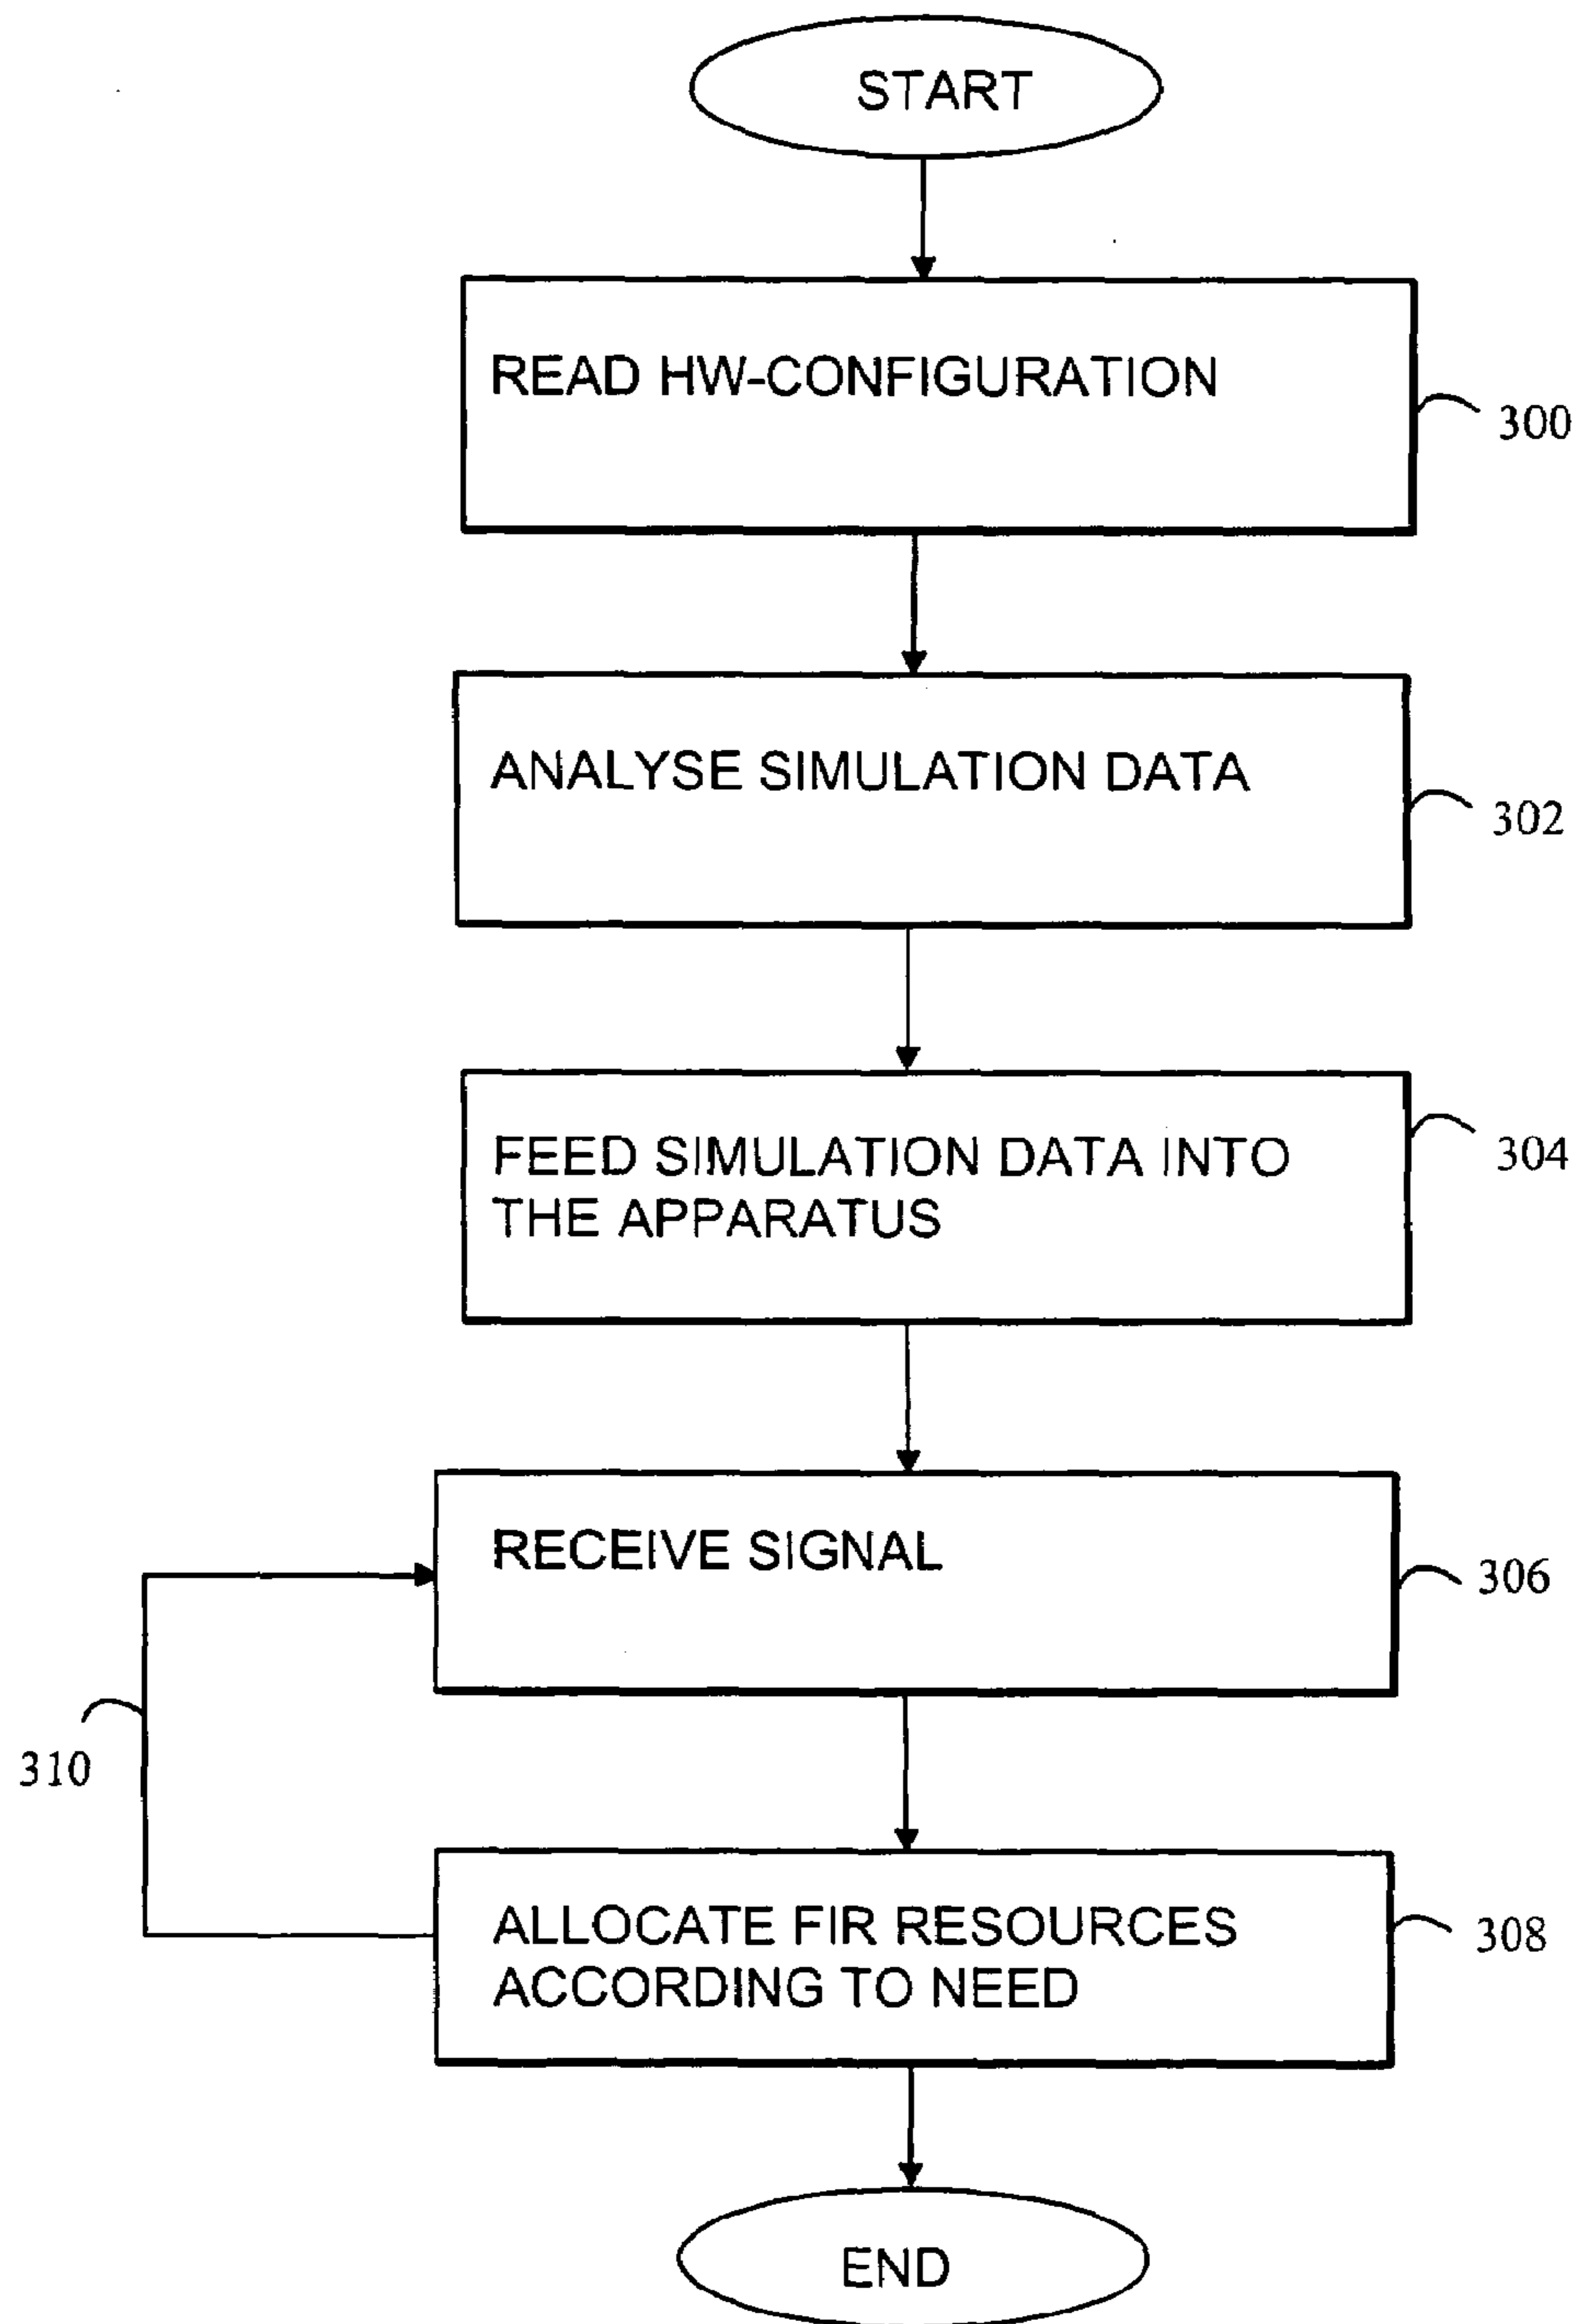 START
READ HW-CONFIGURATION
300
ANALYSE SIMULATION DATA
302
FEED SIMULATION DATA INTO
THE APPARATUS
304
RECEIVE SIGNAL
306
310
ALLOCATE FIR RESOURCES
ACCORDING TO NEED
308
END